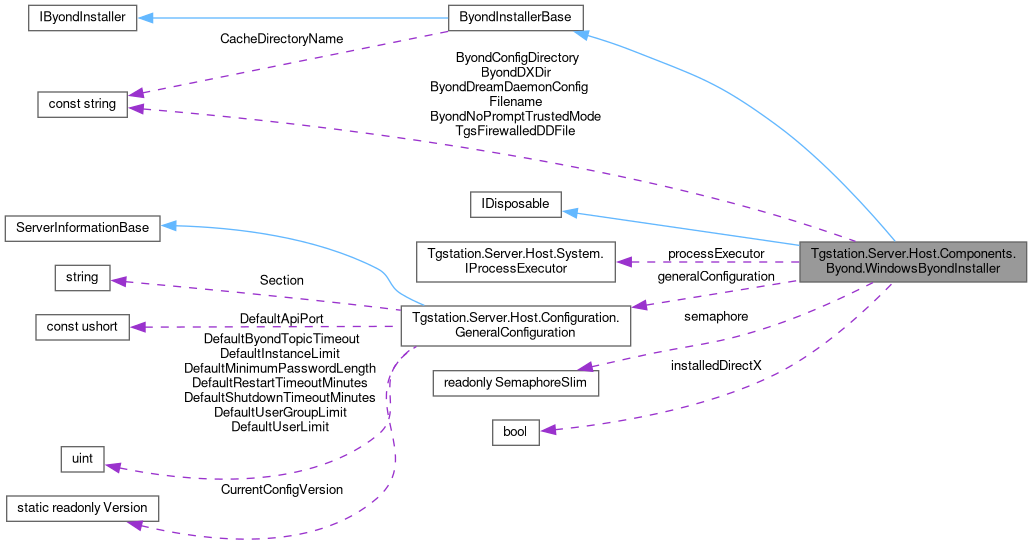 IByondInstaller
ByondInstallerBase
CacheDirectoryName
ByondConfigDirectory
ByondDXDir
ByondDreamDaemonConfig
Filename
ByondNoPromptTrustedMode
TgsFirewalledDDFile
const string
IDisposable
ServerInformationBase
Tgstation.Server.Host.System.
IProcessExecutor
processExecutor
Tgstation.Server.Host.Components.
Byond.WindowsByondInstaller
string
Section
generalConfiguration
const ushort
DefaultApiPort
Tgstation.Server.Host.Configuration.
GeneralConfiguration
semaphore
DefaultByondTopicTimeout
DefaultInstanceLimit
DefaultMinimumPasswordLength
DefaultRestartTimeoutMinutes
DefaultShutdownTimeoutMinutes
DefaultUserGroupLimit
DefaultUserLimit
readonly SemaphoreSlim
installedDirectX
bool
uint
CurrentConfigVersion
static readonly Version